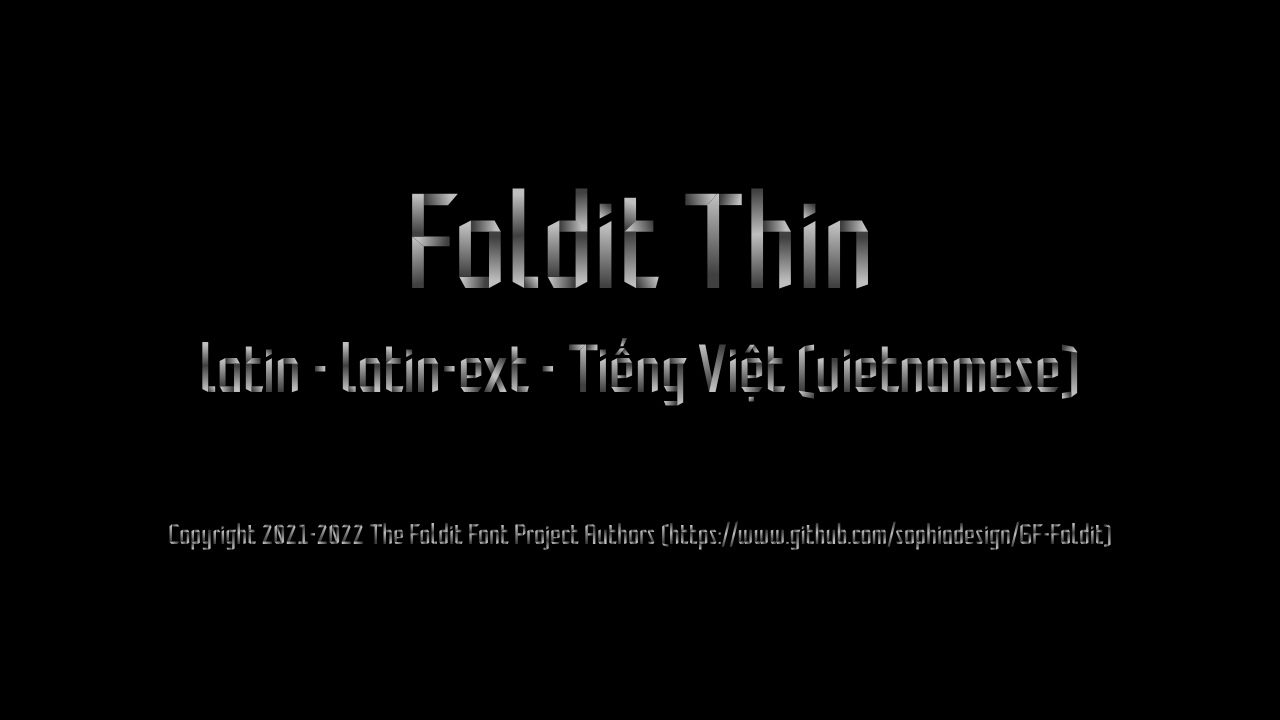 Foldit Thin
latin - latin-ext - Tiếng Việt (vietnamese)
Copyright 2021-2022 The Foldit Font Project Authors (https://www.github.com/sophiadesign/GF-Foldit)